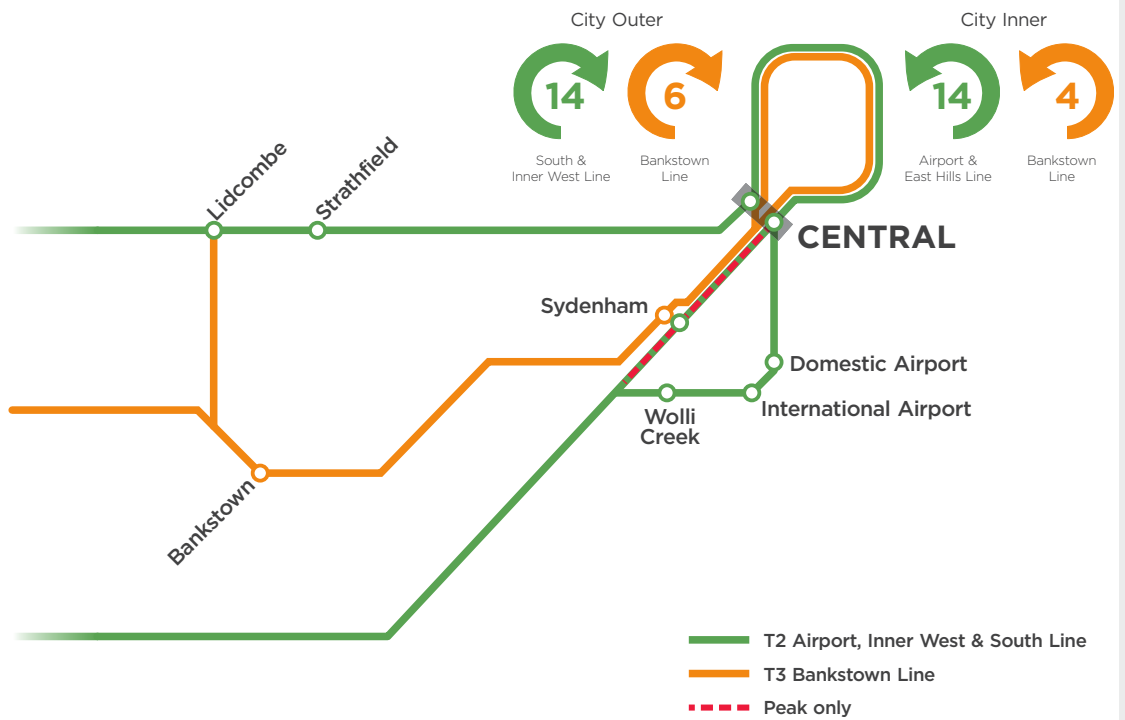 City Outer
City Inner
14
6
14
4
South &
Inner West Line
Bankstown
Line
Airport &
East Hills Line
Bankstown
Line
Lidcombe
Strathfield
CENTRAL
Sydenham
Domestic Airport
International Airport
Wolli
Creek
Bankstown
T2 Airport, Inner West & South Line
T3 Bankstown Line
Peak only